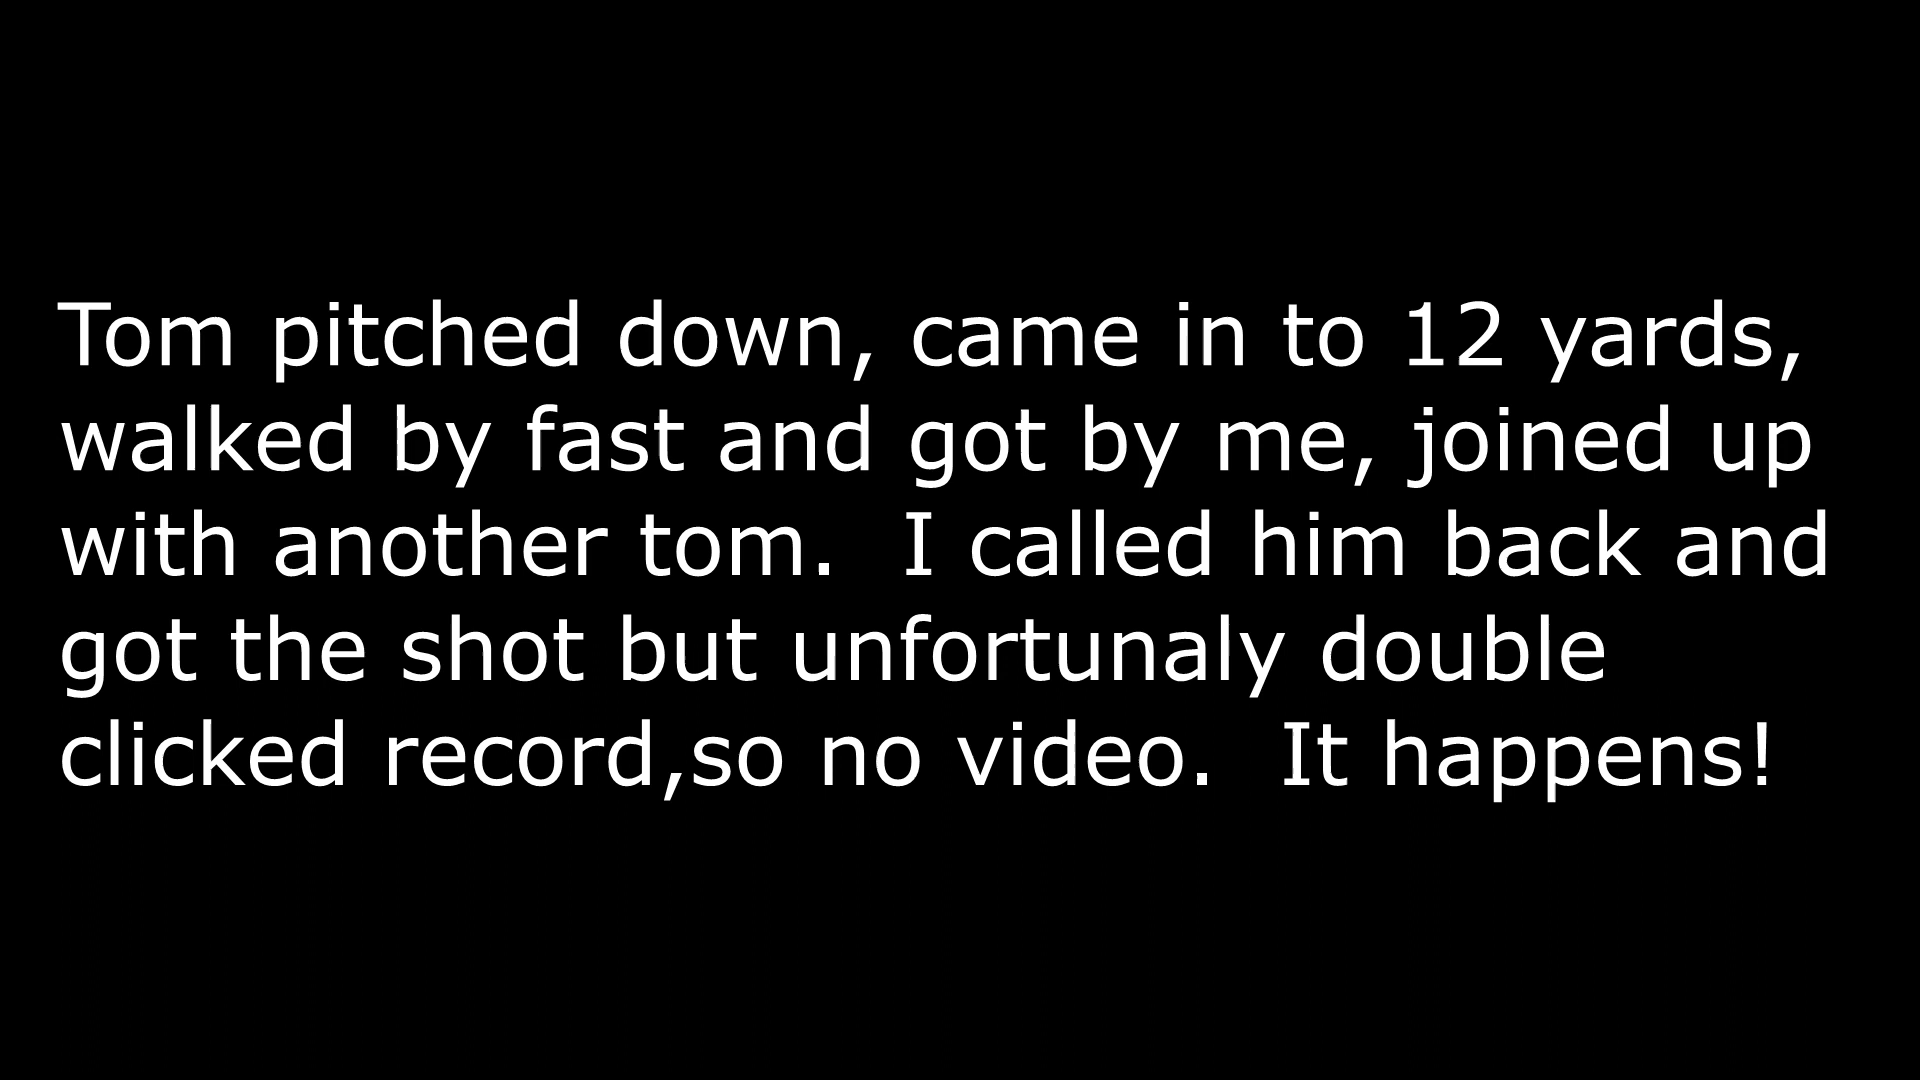 Tom pitched down, came in to 12 yards,
walked by fast and got by me, joined up
with another tom.  I called him back and
got the shot but unfortunaly double
clicked record,so no video.  It happens!